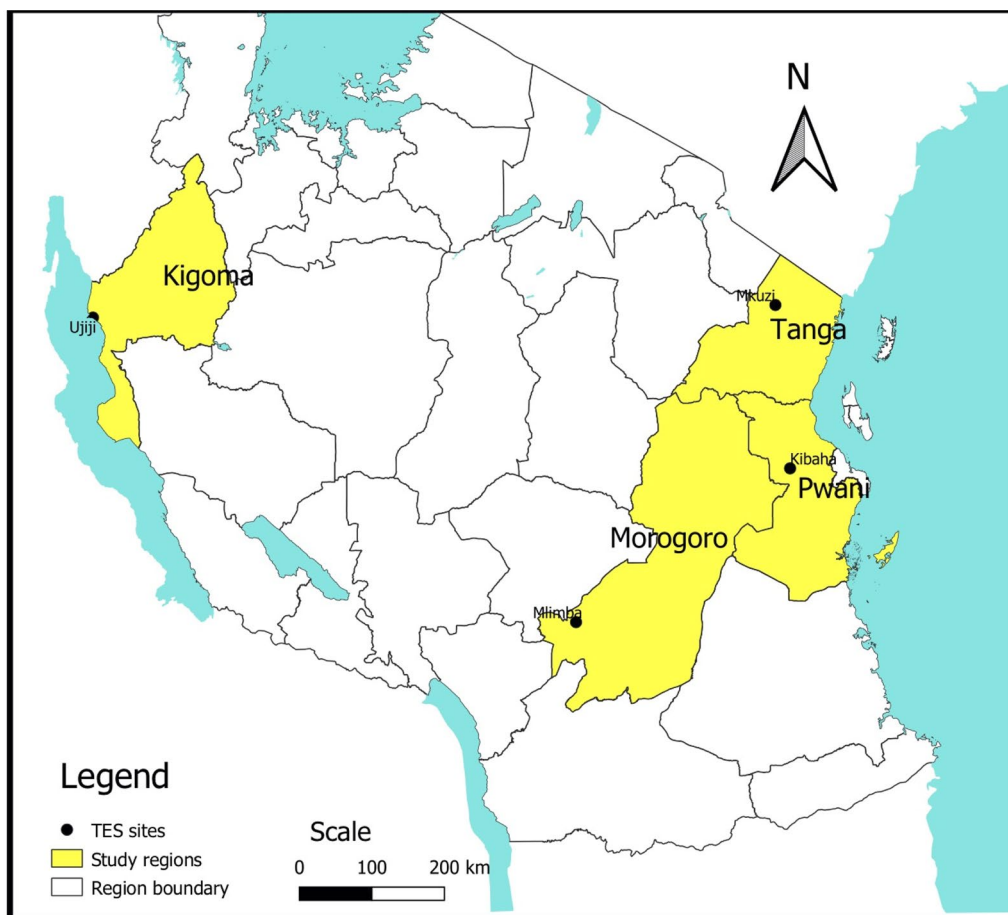 N
Kigoma
Ujiji
Mkuzi
Tanga
Kibaha
Pwani
Morogoro
Mlimba
Legend
TES sites
Study regions
Region boundary
Scale
0 100 200 km